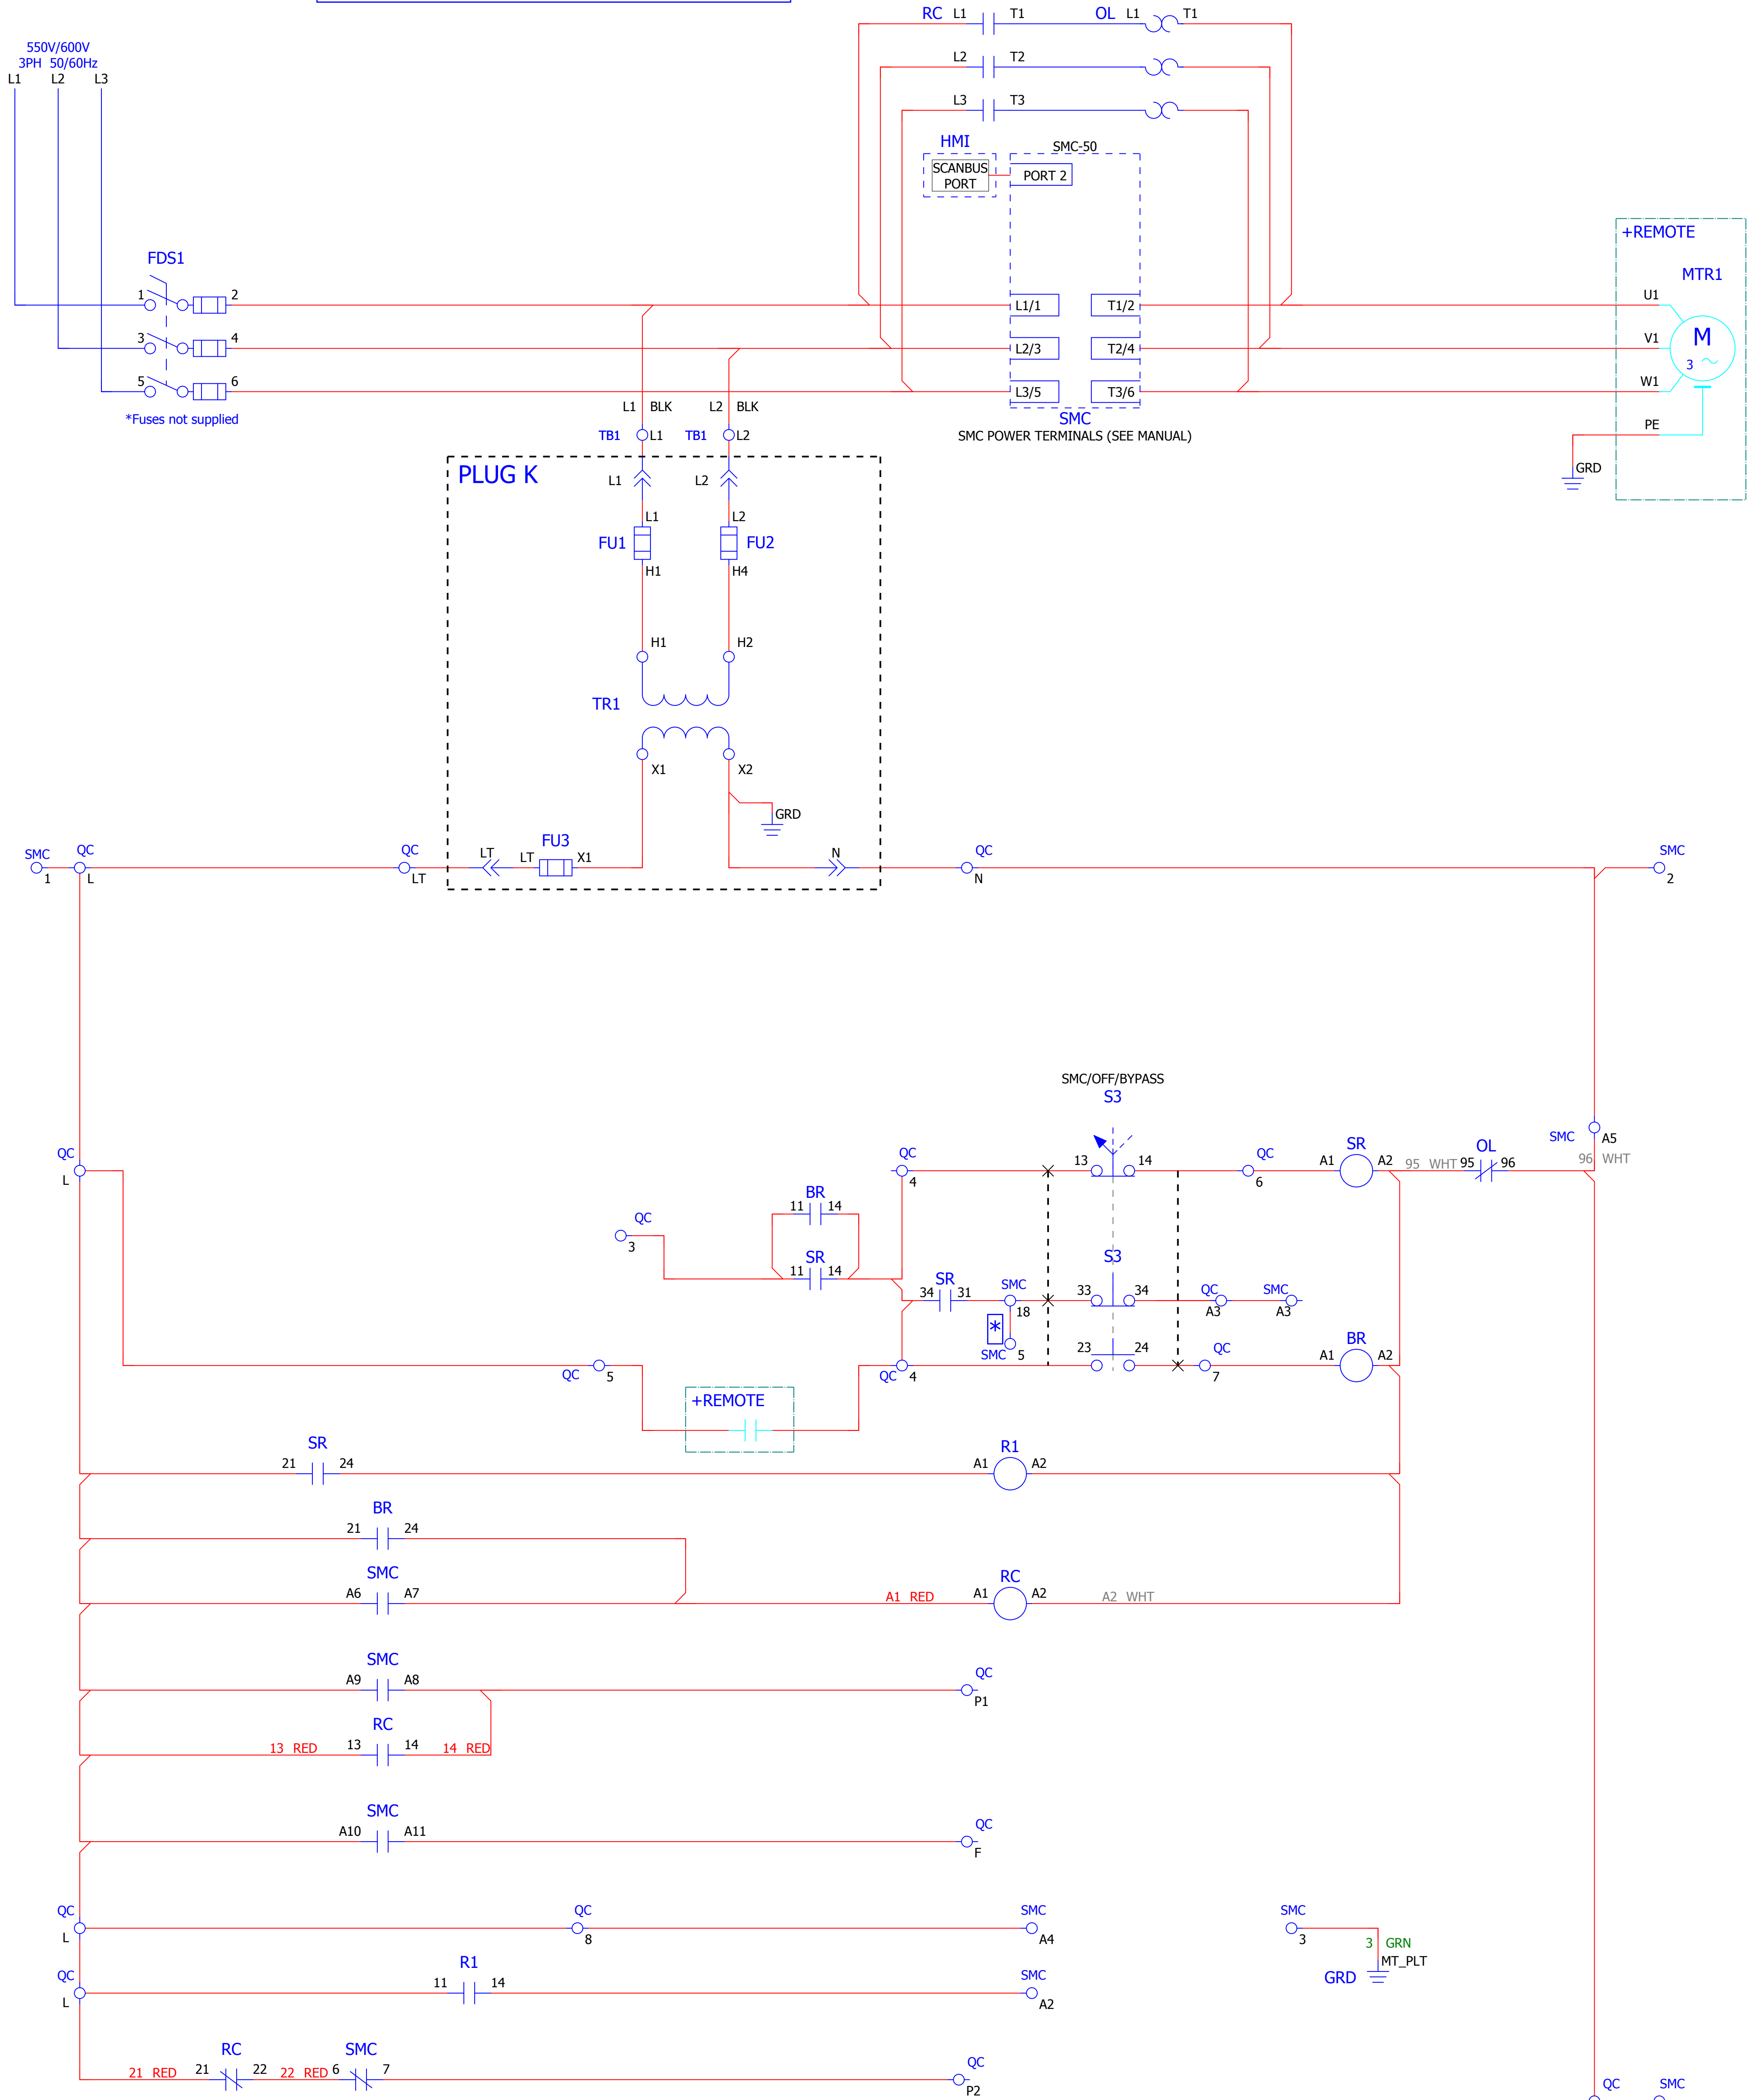 RC L1 T1 OL L1 T1
L2 T2
L3 T3
550V/600V
3PH 50/60Hz
L1 L2 L3
HMI
SCANBUS
PORT
SMC-50
PORT 2
+REMOTE
MTR1
FDS1
1 2
3 4
5 6
*Fuses not supplied
L1/1 T1/2
L2/3 T2/4
L3/5 T3/6
SMC
SMC POWER TERMINALS (SEE MANUAL)
U1
V1
W1
PE
M
3
GRD
L1 BLK L2 BLK
TB1 L1 TB1 L2
PLUG K
L1 L2
L1 L2
FU1 FU2
H1 H4
H1 H2
TR1
X1 X2
GRD
FU3
LT LT X1 N
SMC
1
QC
L
QC
LT
QC
N
SMC
2
SMC/OFF/BYPASS
S3
SMC A5
96 WHT
QC
L
QC
4
13 14
QC
6
SR
A1 A2
95 WHT
OL
95 96
BR
11 14
QC
3
SR
11 14
SR
34 31
SMC
18
*
SMC 5
S3
33 34
QC
A3
SMC
A3
23 24
QC
7
BR
A1 A2
QC 5
QC 4
+REMOTE
SR
21 24
R1
A1 A2
BR
21 24
SMC
A6 A7
A1 RED
RC
A1 A2
A2 WHT
SMC
A9 A8
QC
P1
RC
13 RED 13 14 14 RED
SMC
A10 A11
QC
F
QC
L
QC
8
SMC
A4
SMC
3
3 GRN
MT_PLT
GRD
QC
L
R1
11 14
SMC
A2
RC
21 RED 21 22 22 RED
SMC
6 7
QC
P2
QC SMC